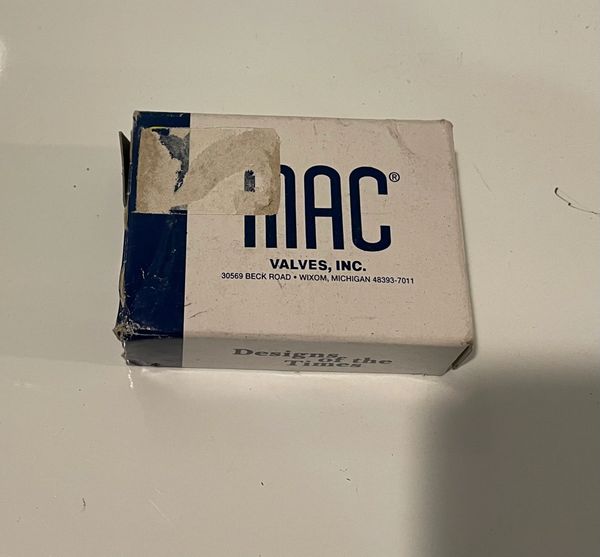 MAC®
VALVES, INC.
30569 BECK ROAD • WIXOM, MICHIGAN 48393-7011
Designs
of the
Times